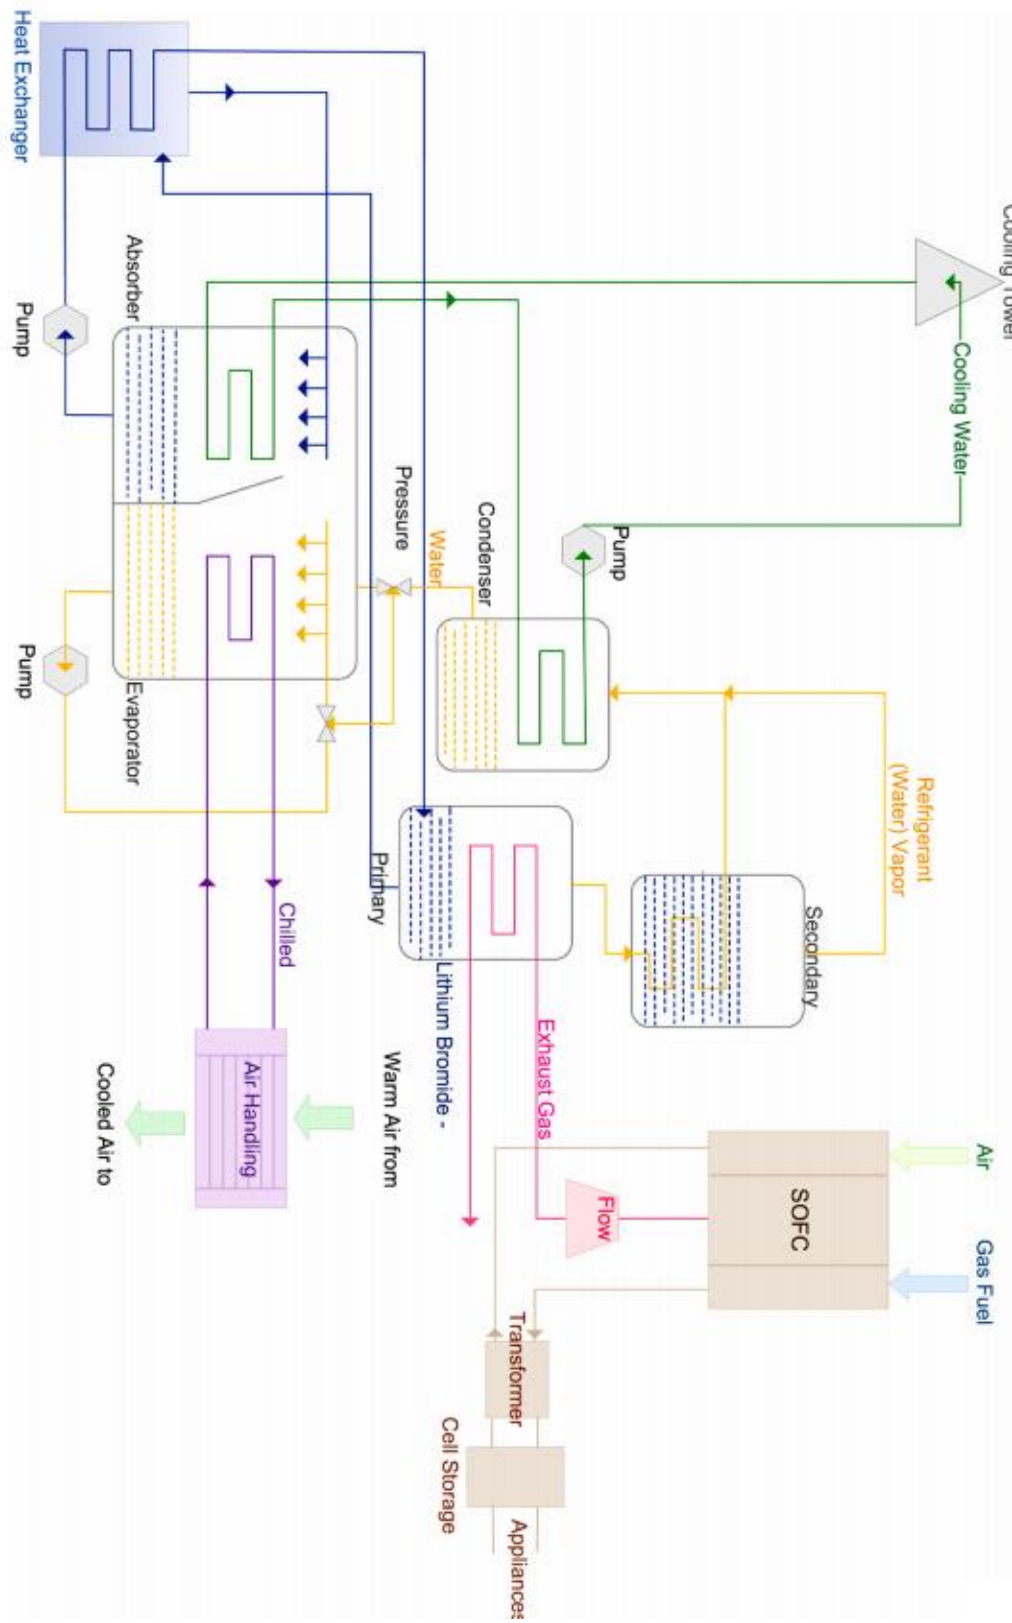 Cooling Tower
Cooling Water
Refrigerant
(Water) Vapor
Secondary
Air
Gas Fuel
SOFC
Pump
Condenser
Water
Pressure
Exhaust Gas
Flow
Lithium Bromide -
Primary
Transformer
Cell Storage
Appliances
Heat Exchanger
Absorber
Pump
Evaporator
Pump
Chilled
Air Handling
Warm Air from
Cooled Air to